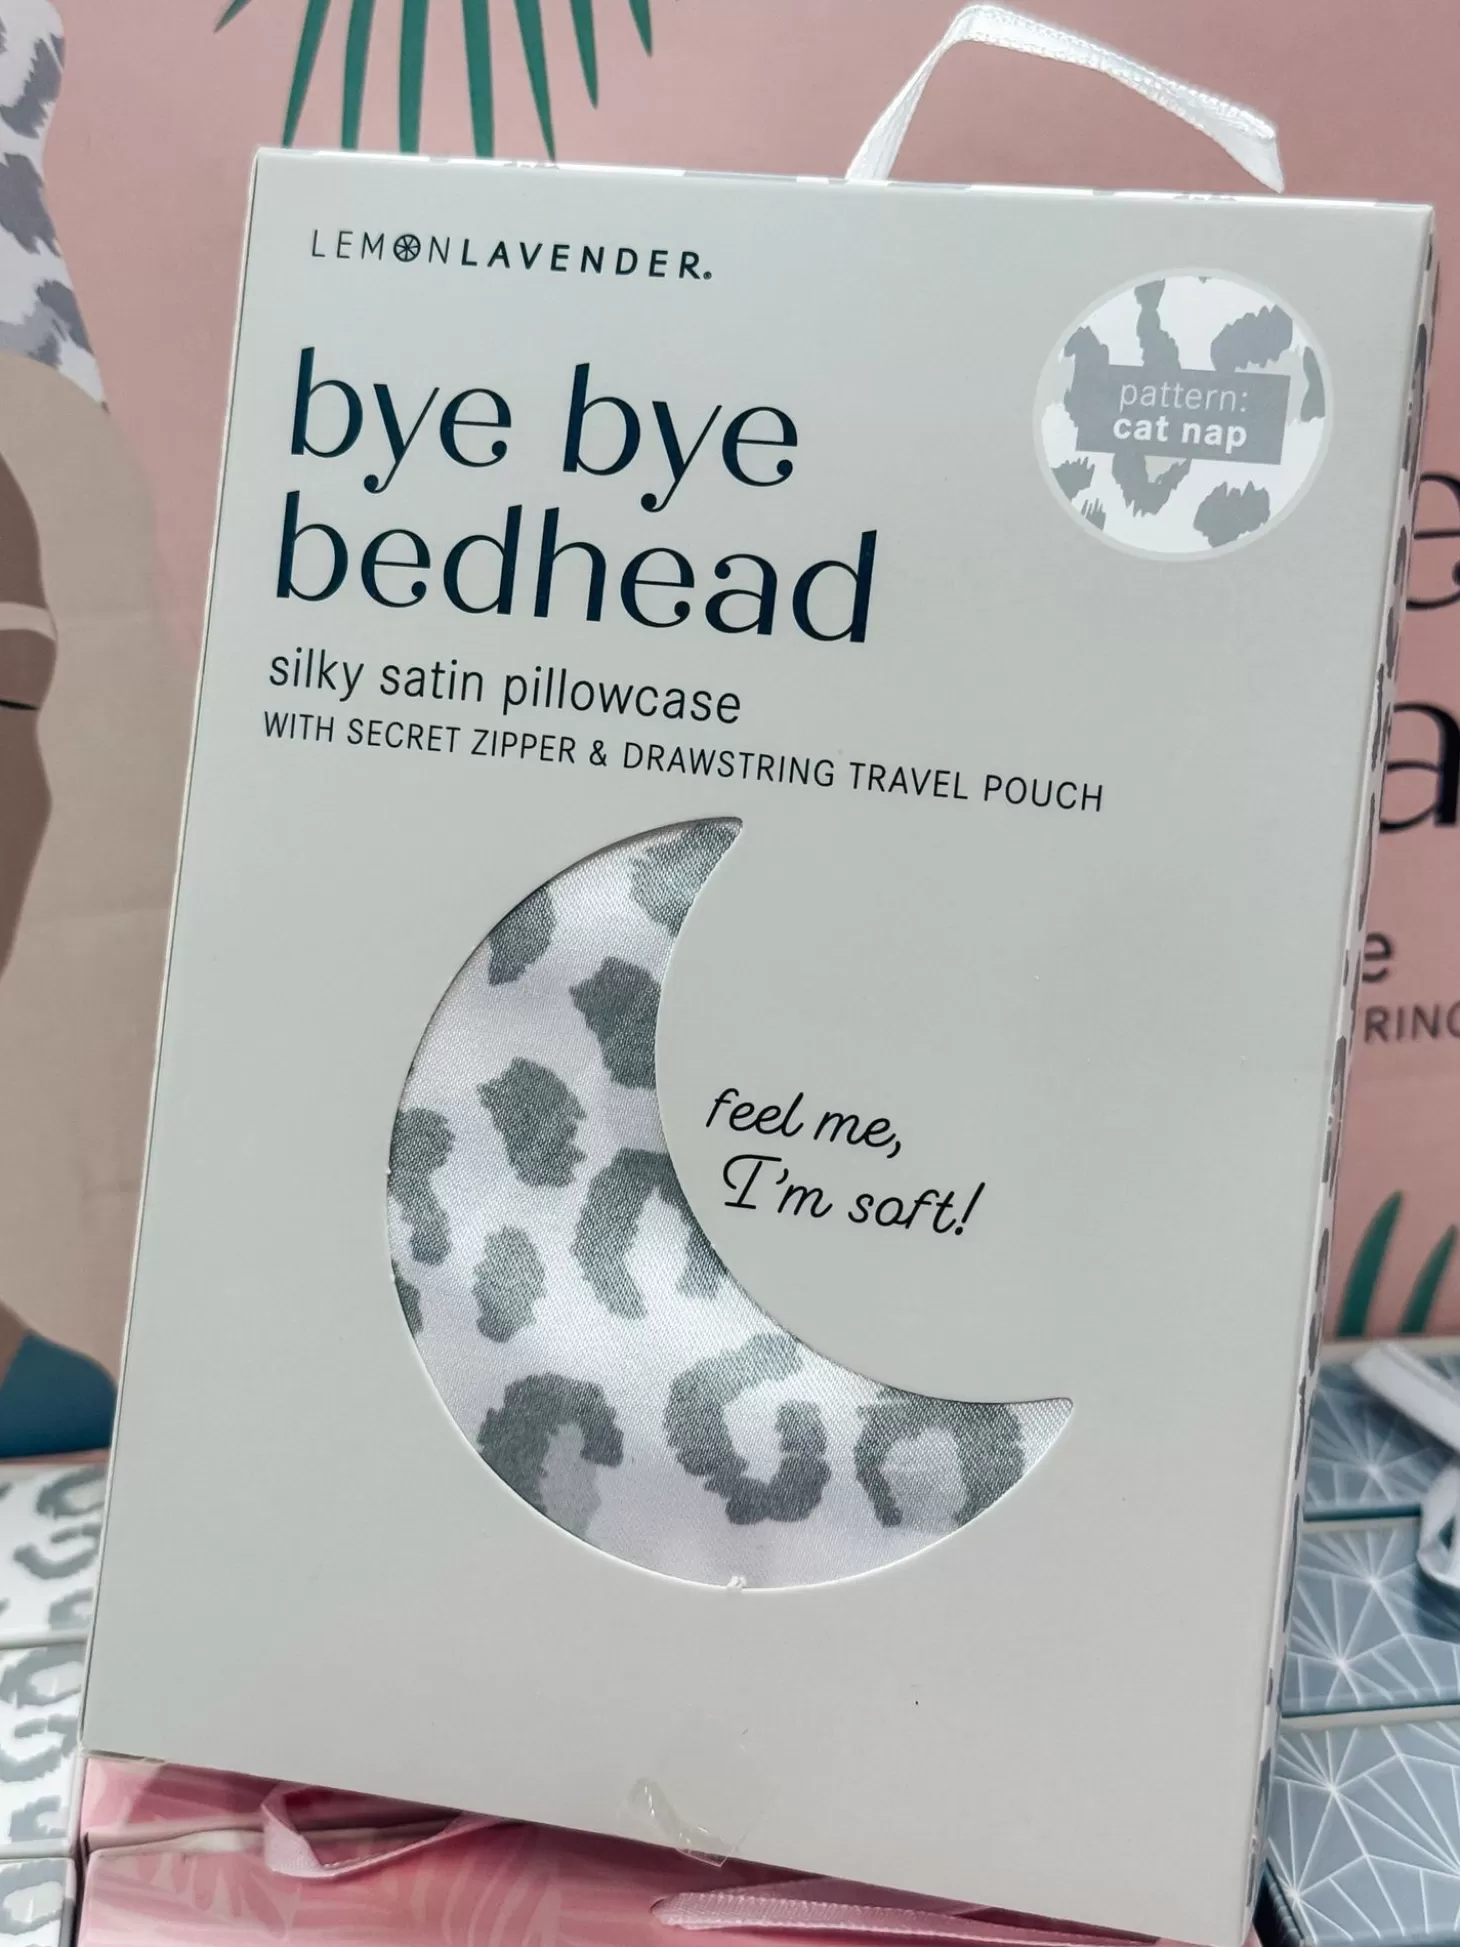 LEMONLAVENDER®
pattern:
cat nap
bye bye
bedhead
silky satin pillowcase
WITH SECRET ZIPPER & DRAWSTRING TRAVEL POUCH
feel me,
I'm soft!